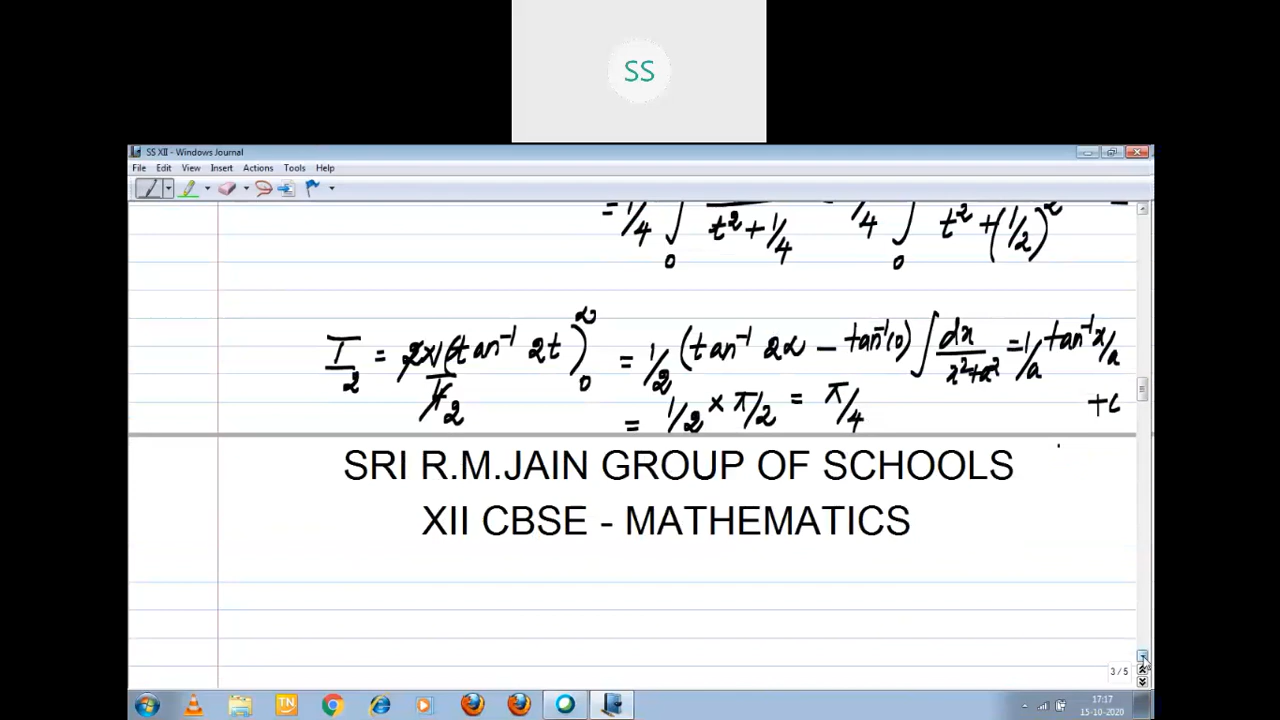 SS
SS XII - Windows Journal
File Edit View Insert Actions Tools Help
= 1/4 ∫ 0 t² + 1/4 1/4 ∫ 0 t² + (1/2)² =
I/2 = (tan⁻¹ 2t)₀^∝ = 1/2 (tan⁻¹ 2∝ - tan⁻¹(0)) ∫ dx/x²+a² = 1/a tan⁻¹ x/a
+c
= 1/2 × π/2 = π/4
SRI R.M.JAIN GROUP OF SCHOOLS
XII CBSE - MATHEMATICS
3 / 5
TN
17:17
15-10-2020